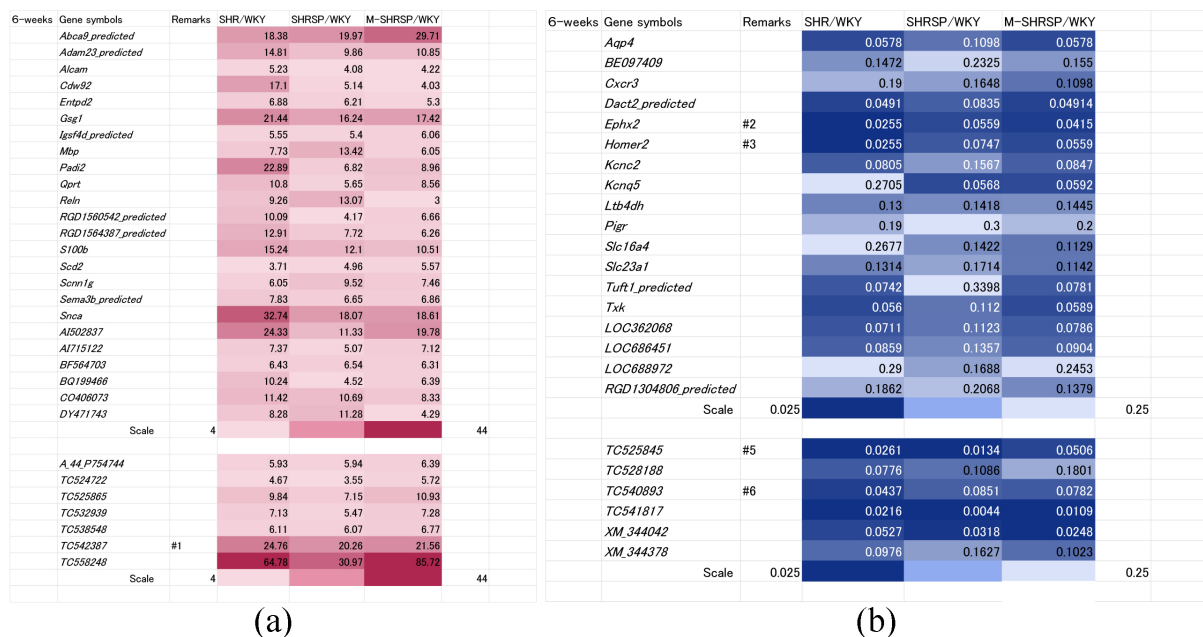 6-weeks Gene symbols Remarks SHR/WKY SHRSP/WKY M-SHRSP/WKY
Abca9_predicted 18.38 19.97 29.71
Adam23_predicted 14.81 9.86 10.85
Alcam 5.23 4.08 4.22
Cdw92 17.1 5.14 4.03
Entpd2 6.88 6.21 5.3
Gsg1 21.44 16.24 17.42
Igsf4d_predicted 5.55 5.4 6.06
Mbp 7.73 13.42 6.05
Padi2 22.89 6.82 8.96
Qprt 10.8 5.65 8.56
Reln 9.26 13.07 3
RGD1560542_predicted 10.09 4.17 6.66
RGD1564387_predicted 12.91 7.72 6.26
S100b 15.24 12.1 10.51
Scd2 3.71 4.96 5.57
Scnn1g 6.05 9.52 7.46
Sema3b_predicted 7.83 6.65 6.86
Snca 32.74 18.07 18.61
AI502837 24.33 11.33 19.78
AI715122 7.37 5.07 7.12
BF564703 6.43 6.54 6.31
BQ199466 10.24 4.52 6.39
CO406073 11.42 10.69 8.33
DY471743 8.28 11.28 4.29
Scale 4 44
A_44_P754744 5.93 5.94 6.39
TC524722 4.67 3.55 5.72
TC525865 9.84 7.15 10.93
TC532939 7.13 5.47 7.28
TC538548 6.11 6.07 6.77
TC542387 #1 24.76 20.26 21.56
TC558248 64.78 30.97 85.72
Scale 4 44
(a)
6-weeks Gene symbols Remarks SHR/WKY SHRSP/WKY M-SHRSP/WKY
Aqp4 0.0578 0.1098 0.0578
BE097409 0.1472 0.2325 0.155
Cxcr3 0.19 0.1648 0.1098
Dact2_predicted 0.0491 0.0835 0.04914
Ephx2 #2 0.0255 0.0559 0.0415
Homer2 #3 0.0255 0.0747 0.0559
Kcnc2 0.0805 0.1567 0.0847
Kcnq5 0.2705 0.0568 0.0592
Ltb4dh 0.13 0.1418 0.1445
Pigr 0.19 0.3 0.2
Slc16a4 0.2677 0.1422 0.1129
Slc23a1 0.1314 0.1714 0.1142
Tuft1_predicted 0.0742 0.3398 0.0781
Txk 0.056 0.112 0.0589
LOC362068 0.0711 0.1123 0.0786
LOC686451 0.0859 0.1357 0.0904
LOC688972 0.29 0.1688 0.2453
RGD1304806_predicted 0.1862 0.2068 0.1379
Scale 0.025 0.25
TC525845 #5 0.0261 0.0134 0.0506
TC528188 0.0776 0.1086 0.1801
TC540893 #6 0.0437 0.0851 0.0782
TC541817 0.0216 0.0044 0.0109
XM_344042 0.0527 0.0318 0.0248
XM_344378 0.0976 0.1627 0.1023
Scale 0.025 0.25
(b)